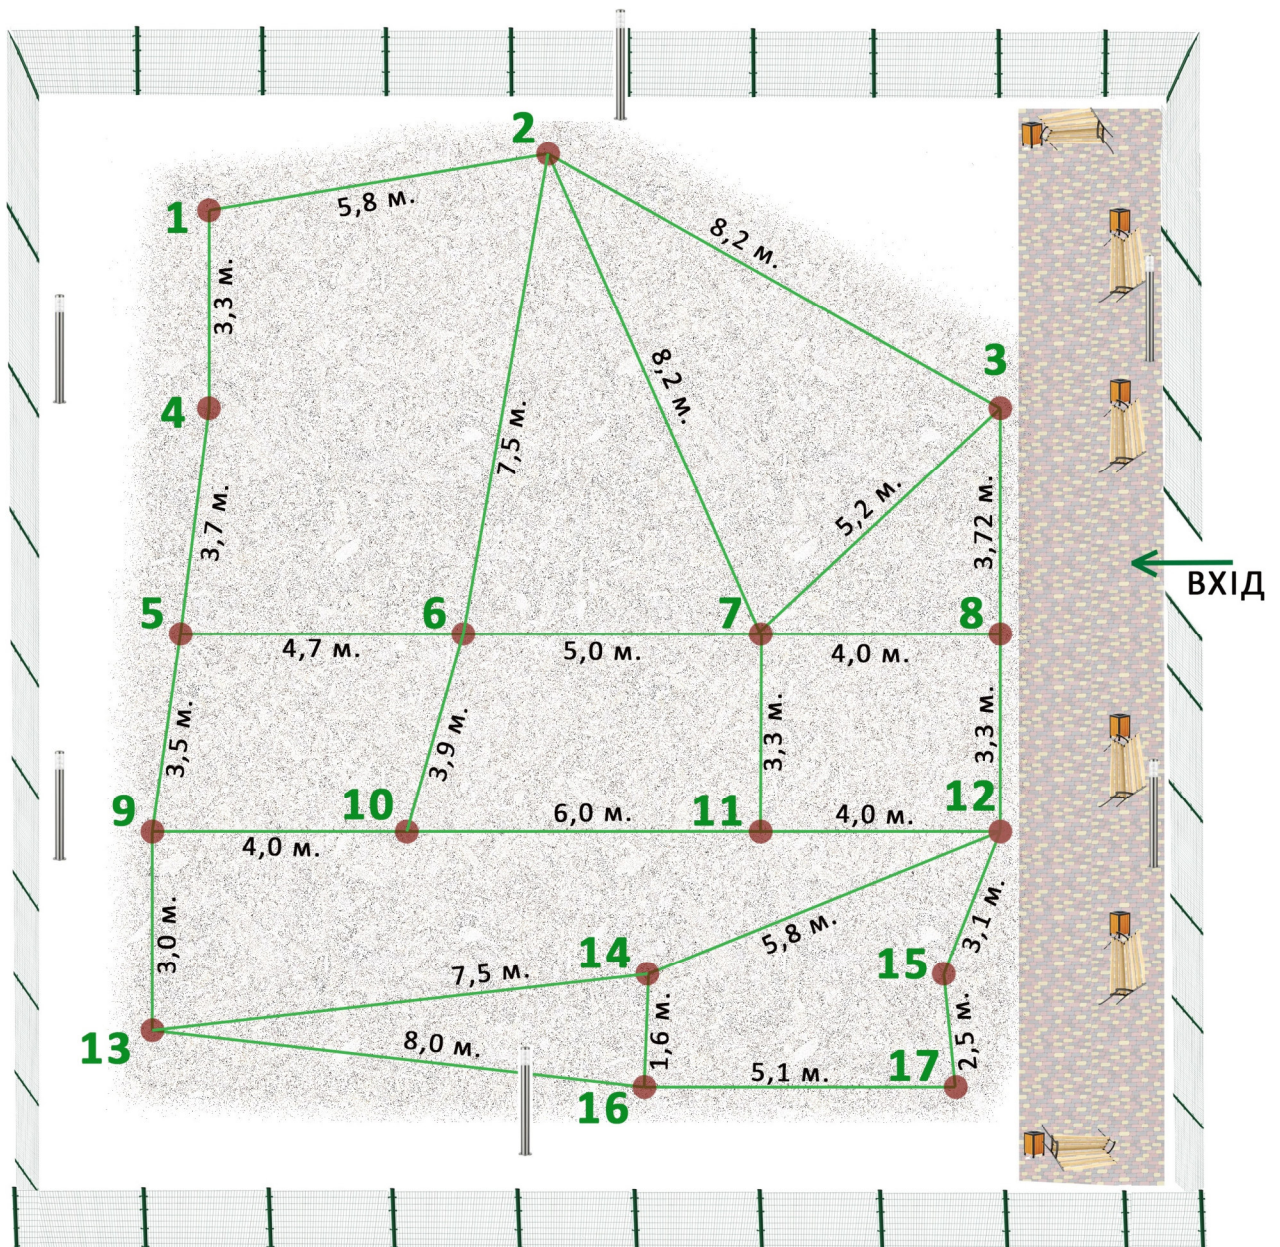 2
1
5,8 м.
8,2 м.
3,3 м.
3
8,2 м.
4
7,5 м.
3,7 м.
5,2 м.
3,72 м.
ВХІД
5
6
7
8
4,7 м.
5,0 м.
4,0 м.
3,5 м.
3,9 м.
3,3 м.
3,3 м.
9
10
11
12
4,0 м.
6,0 м.
4,0 м.
3,0 м.
5,8 м.
3,1 м.
14
15
7,5 м.
13
8,0 м.
1,6 м.
2,5 м.
5,1 м.
17
16